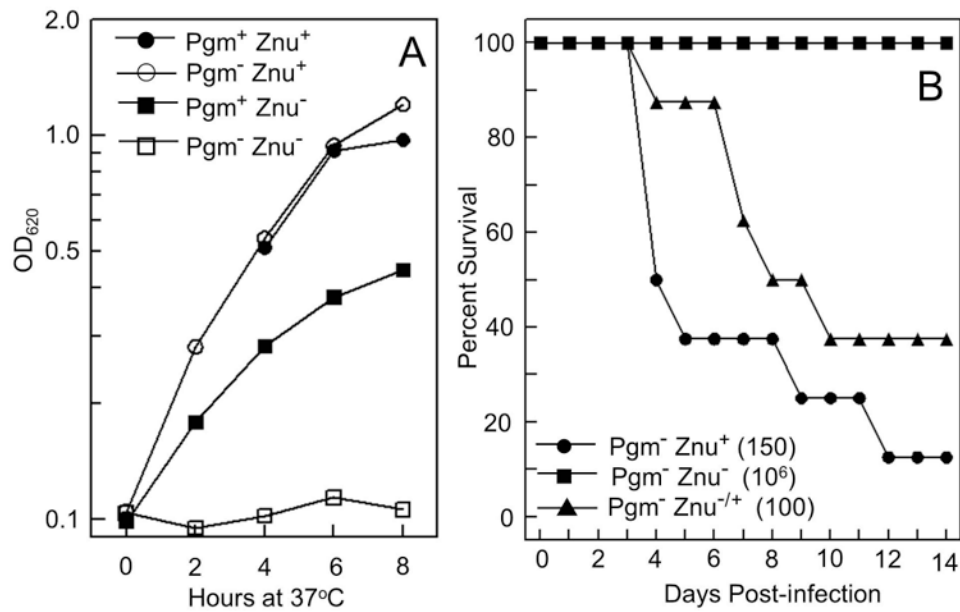 A
Pgm⁺ Znu⁺
Pgm⁻ Znu⁺
Pgm⁺ Znu⁻
Pgm⁻ Znu⁻
2.0
1.0
0.5
0.1
OD₆₂₀
0 2 4 6 8
Hours at 37ºC
B
100
80
60
40
20
0
Percent Survival
Pgm⁻ Znu⁺ (150)
Pgm⁻ Znu⁻ (10⁶)
Pgm⁻ Znu⁻/⁺ (100)
0 2 4 6 8 10 12 14
Days Post-infection